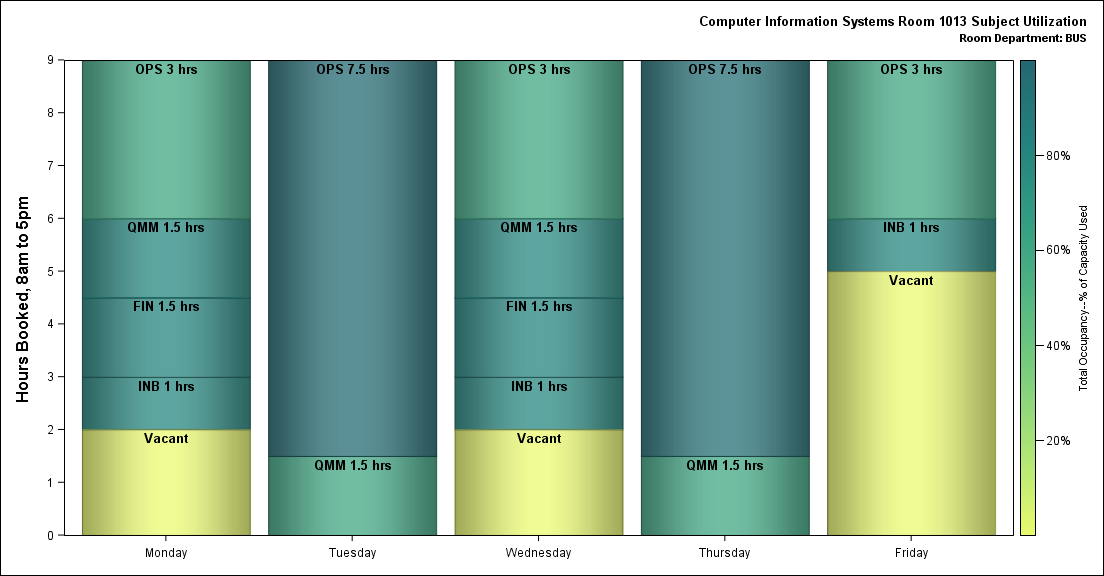 Computer Information Systems Room 1013 Subject Utilization
Room Department: BUS
Hours Booked, 8am to 5pm
9
8
7
6
5
4
3
2
1
0
OPS 3 hrs
QMM 1.5 hrs
FIN 1.5 hrs
INB 1 hrs
Vacant
OPS 7.5 hrs
QMM 1.5 hrs
OPS 3 hrs
QMM 1.5 hrs
FIN 1.5 hrs
INB 1 hrs
Vacant
OPS 7.5 hrs
QMM 1.5 hrs
OPS 3 hrs
INB 1 hrs
Vacant
Monday
Tuesday
Wednesday
Thursday
Friday
80%
60%
40%
20%
Total Occupancy--% of Capacity Used